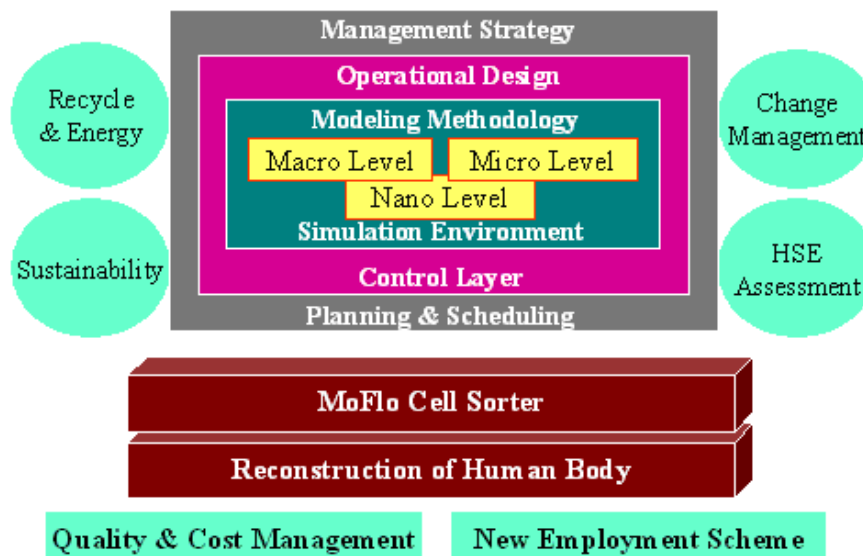 Management Strategy
Operational Design
Recycle
& Energy
Change
Management
Modeling Methodology
Macro Level
Micro Level
Nano Level
Simulation Environment
Sustainability
HSE
Assessment
Control Layer
Planning & Scheduling
MoFlo Cell Sorter
Reconstruction of Human Body
Quality & Cost Management
New Employment Scheme